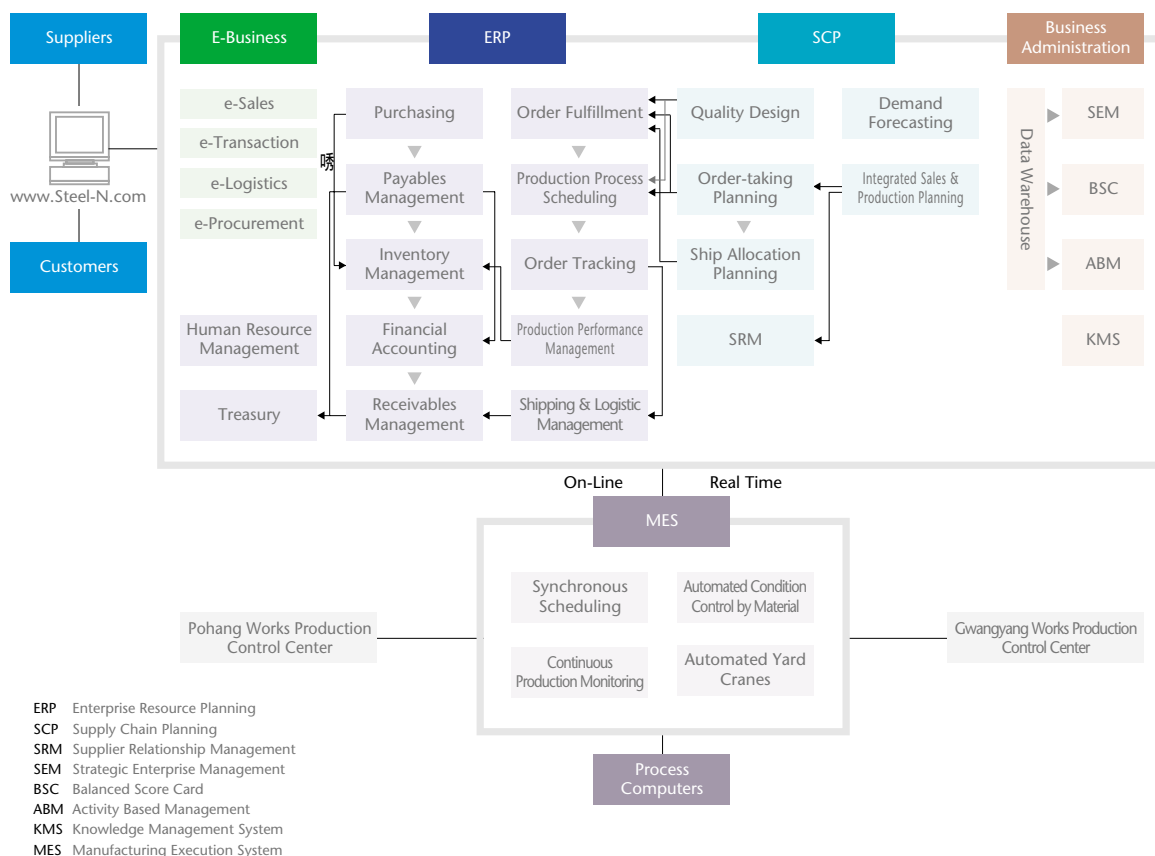 Suppliers
E-Business
ERP
SCP
Business
Administration
www.Steel-N.com
Customers
e-Sales
e-Transaction
e-Logistics
e-Procurement
Human Resource
Management
Treasury
Purchasing
Payables
Management
Inventory
Management
Financial
Accounting
Receivables
Management
Order Fulfillment
Production Process
Scheduling
Order Tracking
Production Performance
Management
Shipping & Logistic
Management
Quality Design
Order-taking
Planning
Ship Allocation
Planning
SRM
Demand
Forecasting
Integrated Sales &
Production Planning
Data Warehouse
SEM
BSC
ABM
KMS
On-Line
Real Time
MES
Synchronous
Scheduling
Automated Condition
Control by Material
Continuous
Production Monitoring
Automated Yard
Cranes
Pohang Works Production
Control Center
Gwangyang Works Production
Control Center
Process
Computers
ERP Enterprise Resource Planning
SCP Supply Chain Planning
SRM Supplier Relationship Management
SEM Strategic Enterprise Management
BSC Balanced Score Card
ABM Activity Based Management
KMS Knowledge Management System
MES Manufacturing Execution System